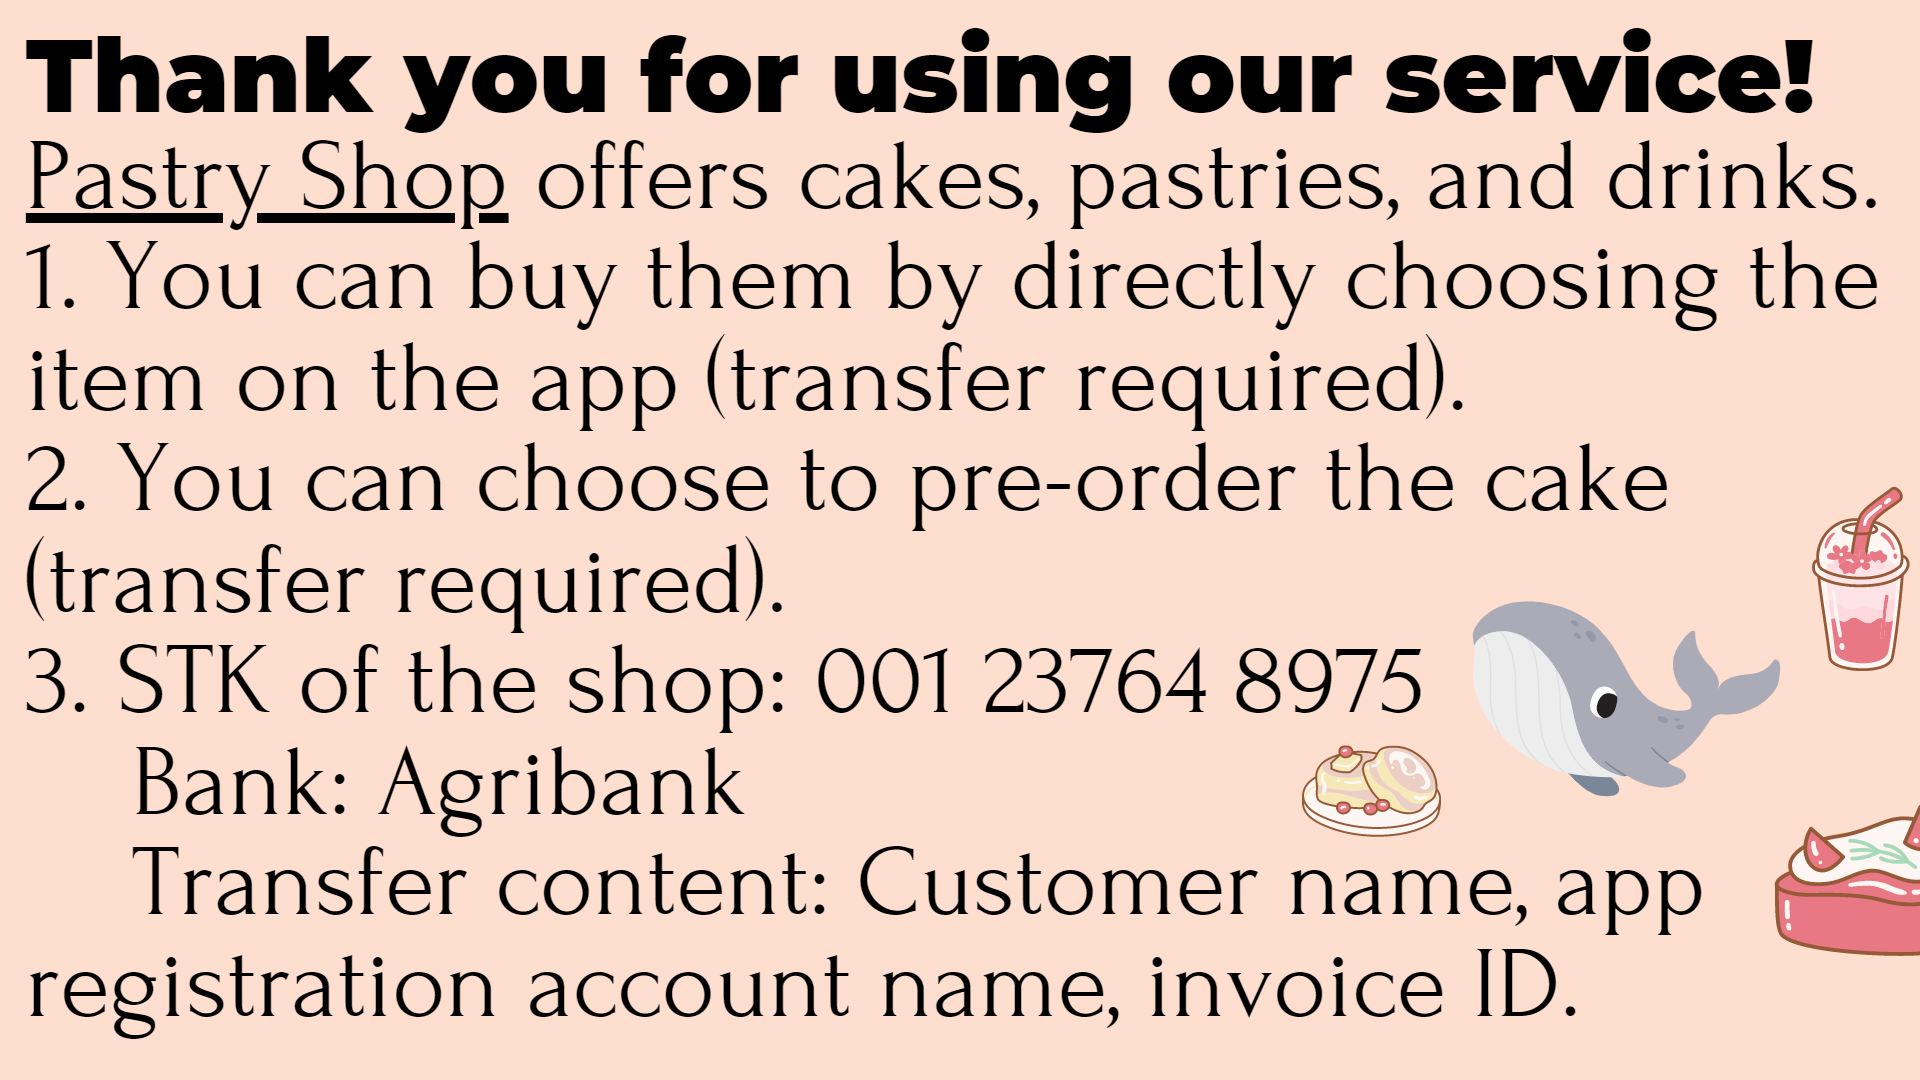 Thank you for using our service!
Pastry Shop offers cakes, pastries, and drinks.
1. You can buy them by directly choosing the
item on the app (transfer required).
2. You can choose to pre-order the cake
(transfer required).
3. STK of the shop: 001 23764 8975
Bank: Agribank
Transfer content: Customer name, app
registration account name, invoice ID.